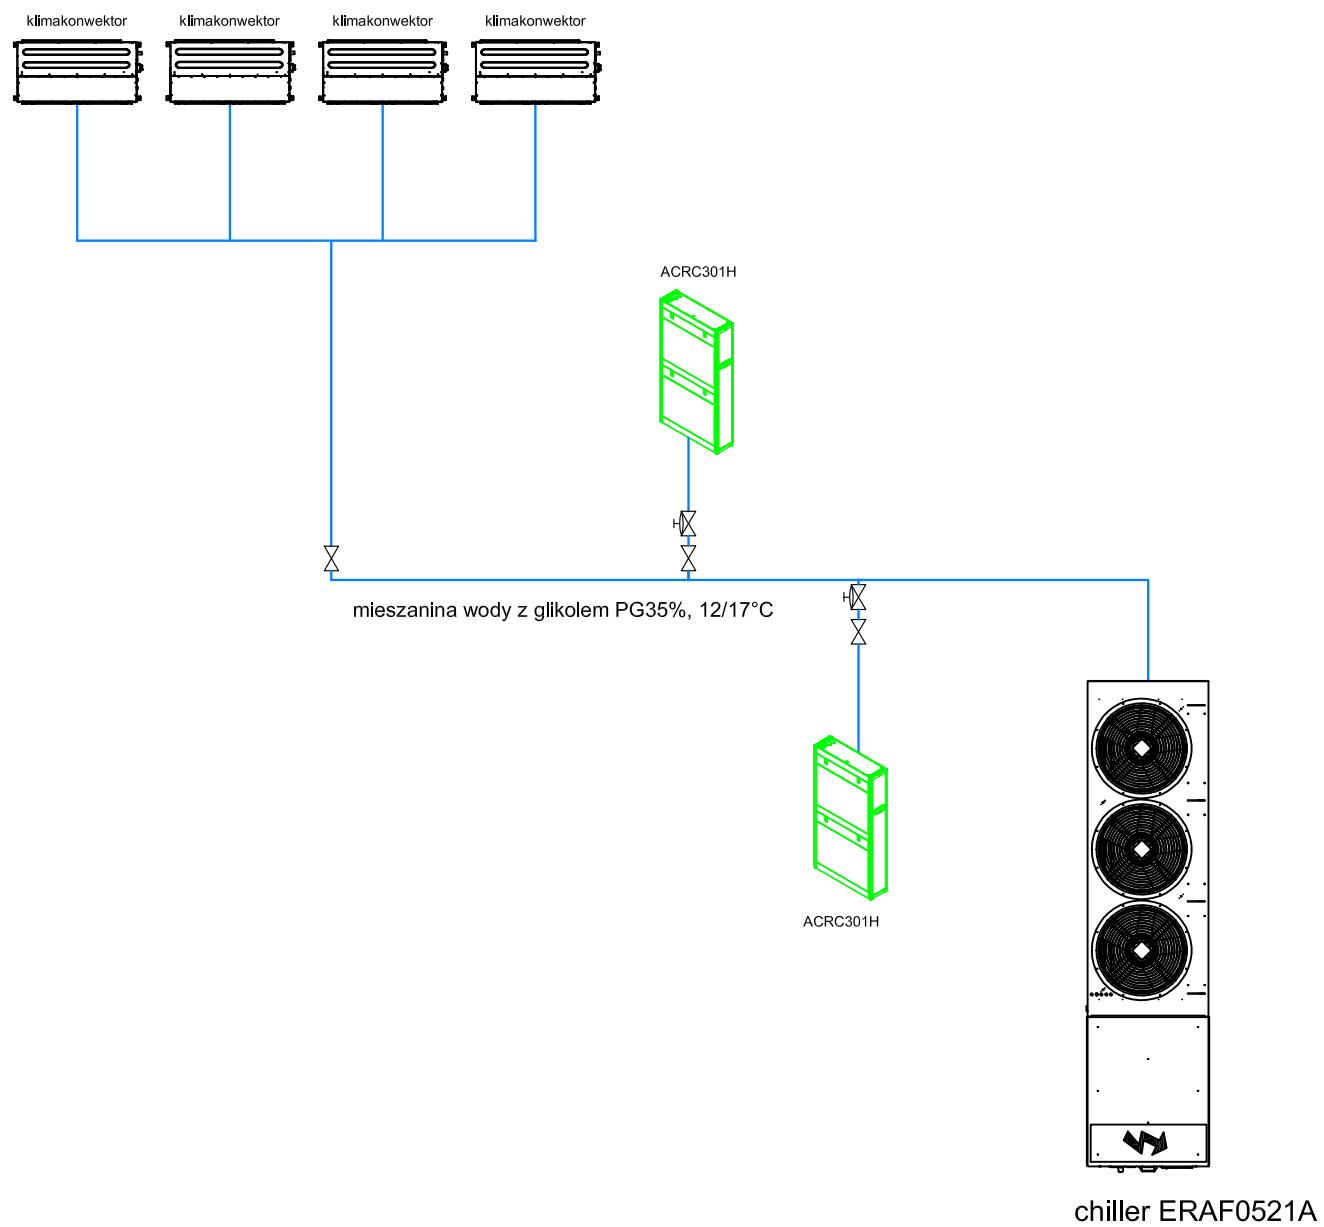 klimakonwektor
klimakonwektor
klimakonwektor
klimakonwektor
ACRC301H
mieszanina wody z glikolem PG35%, 12/17°C
ACRC301H
chiller ERAF0521A